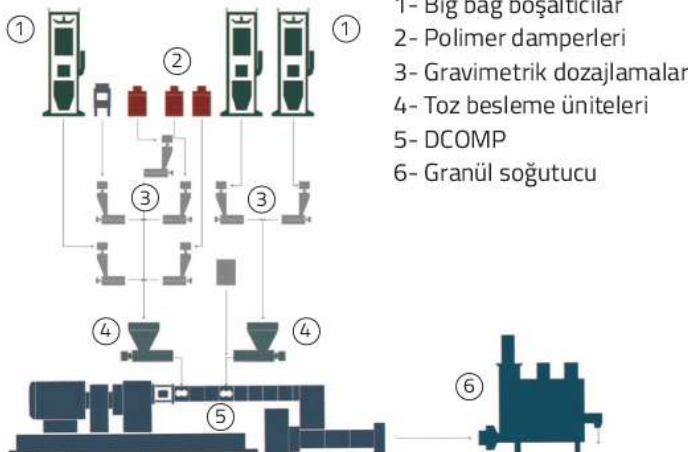 1- Big bag boşaltıcılar
2- Polimer damperleri
3- Gravimetrik dozajlamalar
4- Toz besleme üniteleri
5- DCOMP
6- Granül soğutucu
1
2
1
3
3
4
4
5
6